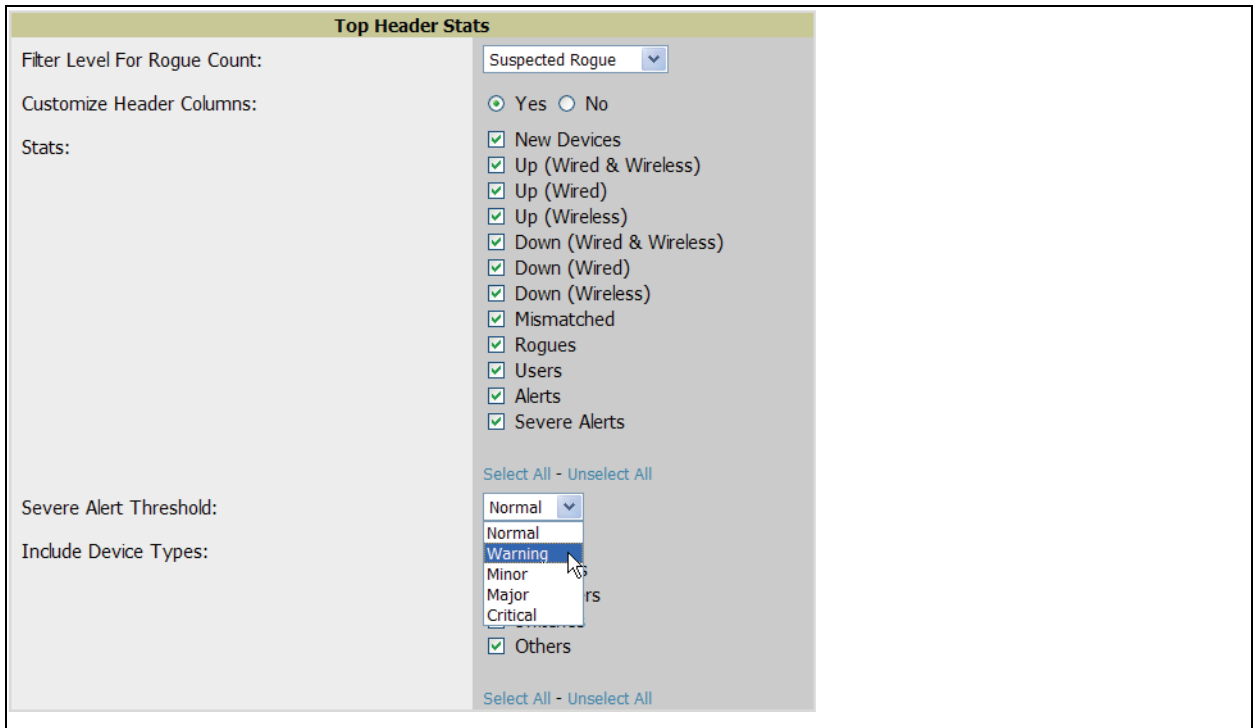 Top Header Stats
Filter Level For Rogue Count:
Suspected Rogue
Customize Header Columns:
Yes No
Stats:
New Devices
Up (Wired & Wireless)
Up (Wired)
Up (Wireless)
Down (Wired & Wireless)
Down (Wired)
Down (Wireless)
Mismatched
Rogues
Users
Alerts
Severe Alerts
Select All - Unselect All
Severe Alert Threshold:
Normal
Normal
Include Device Types:
Warning
Minor
Major
Critical
Others
Select All - Unselect All